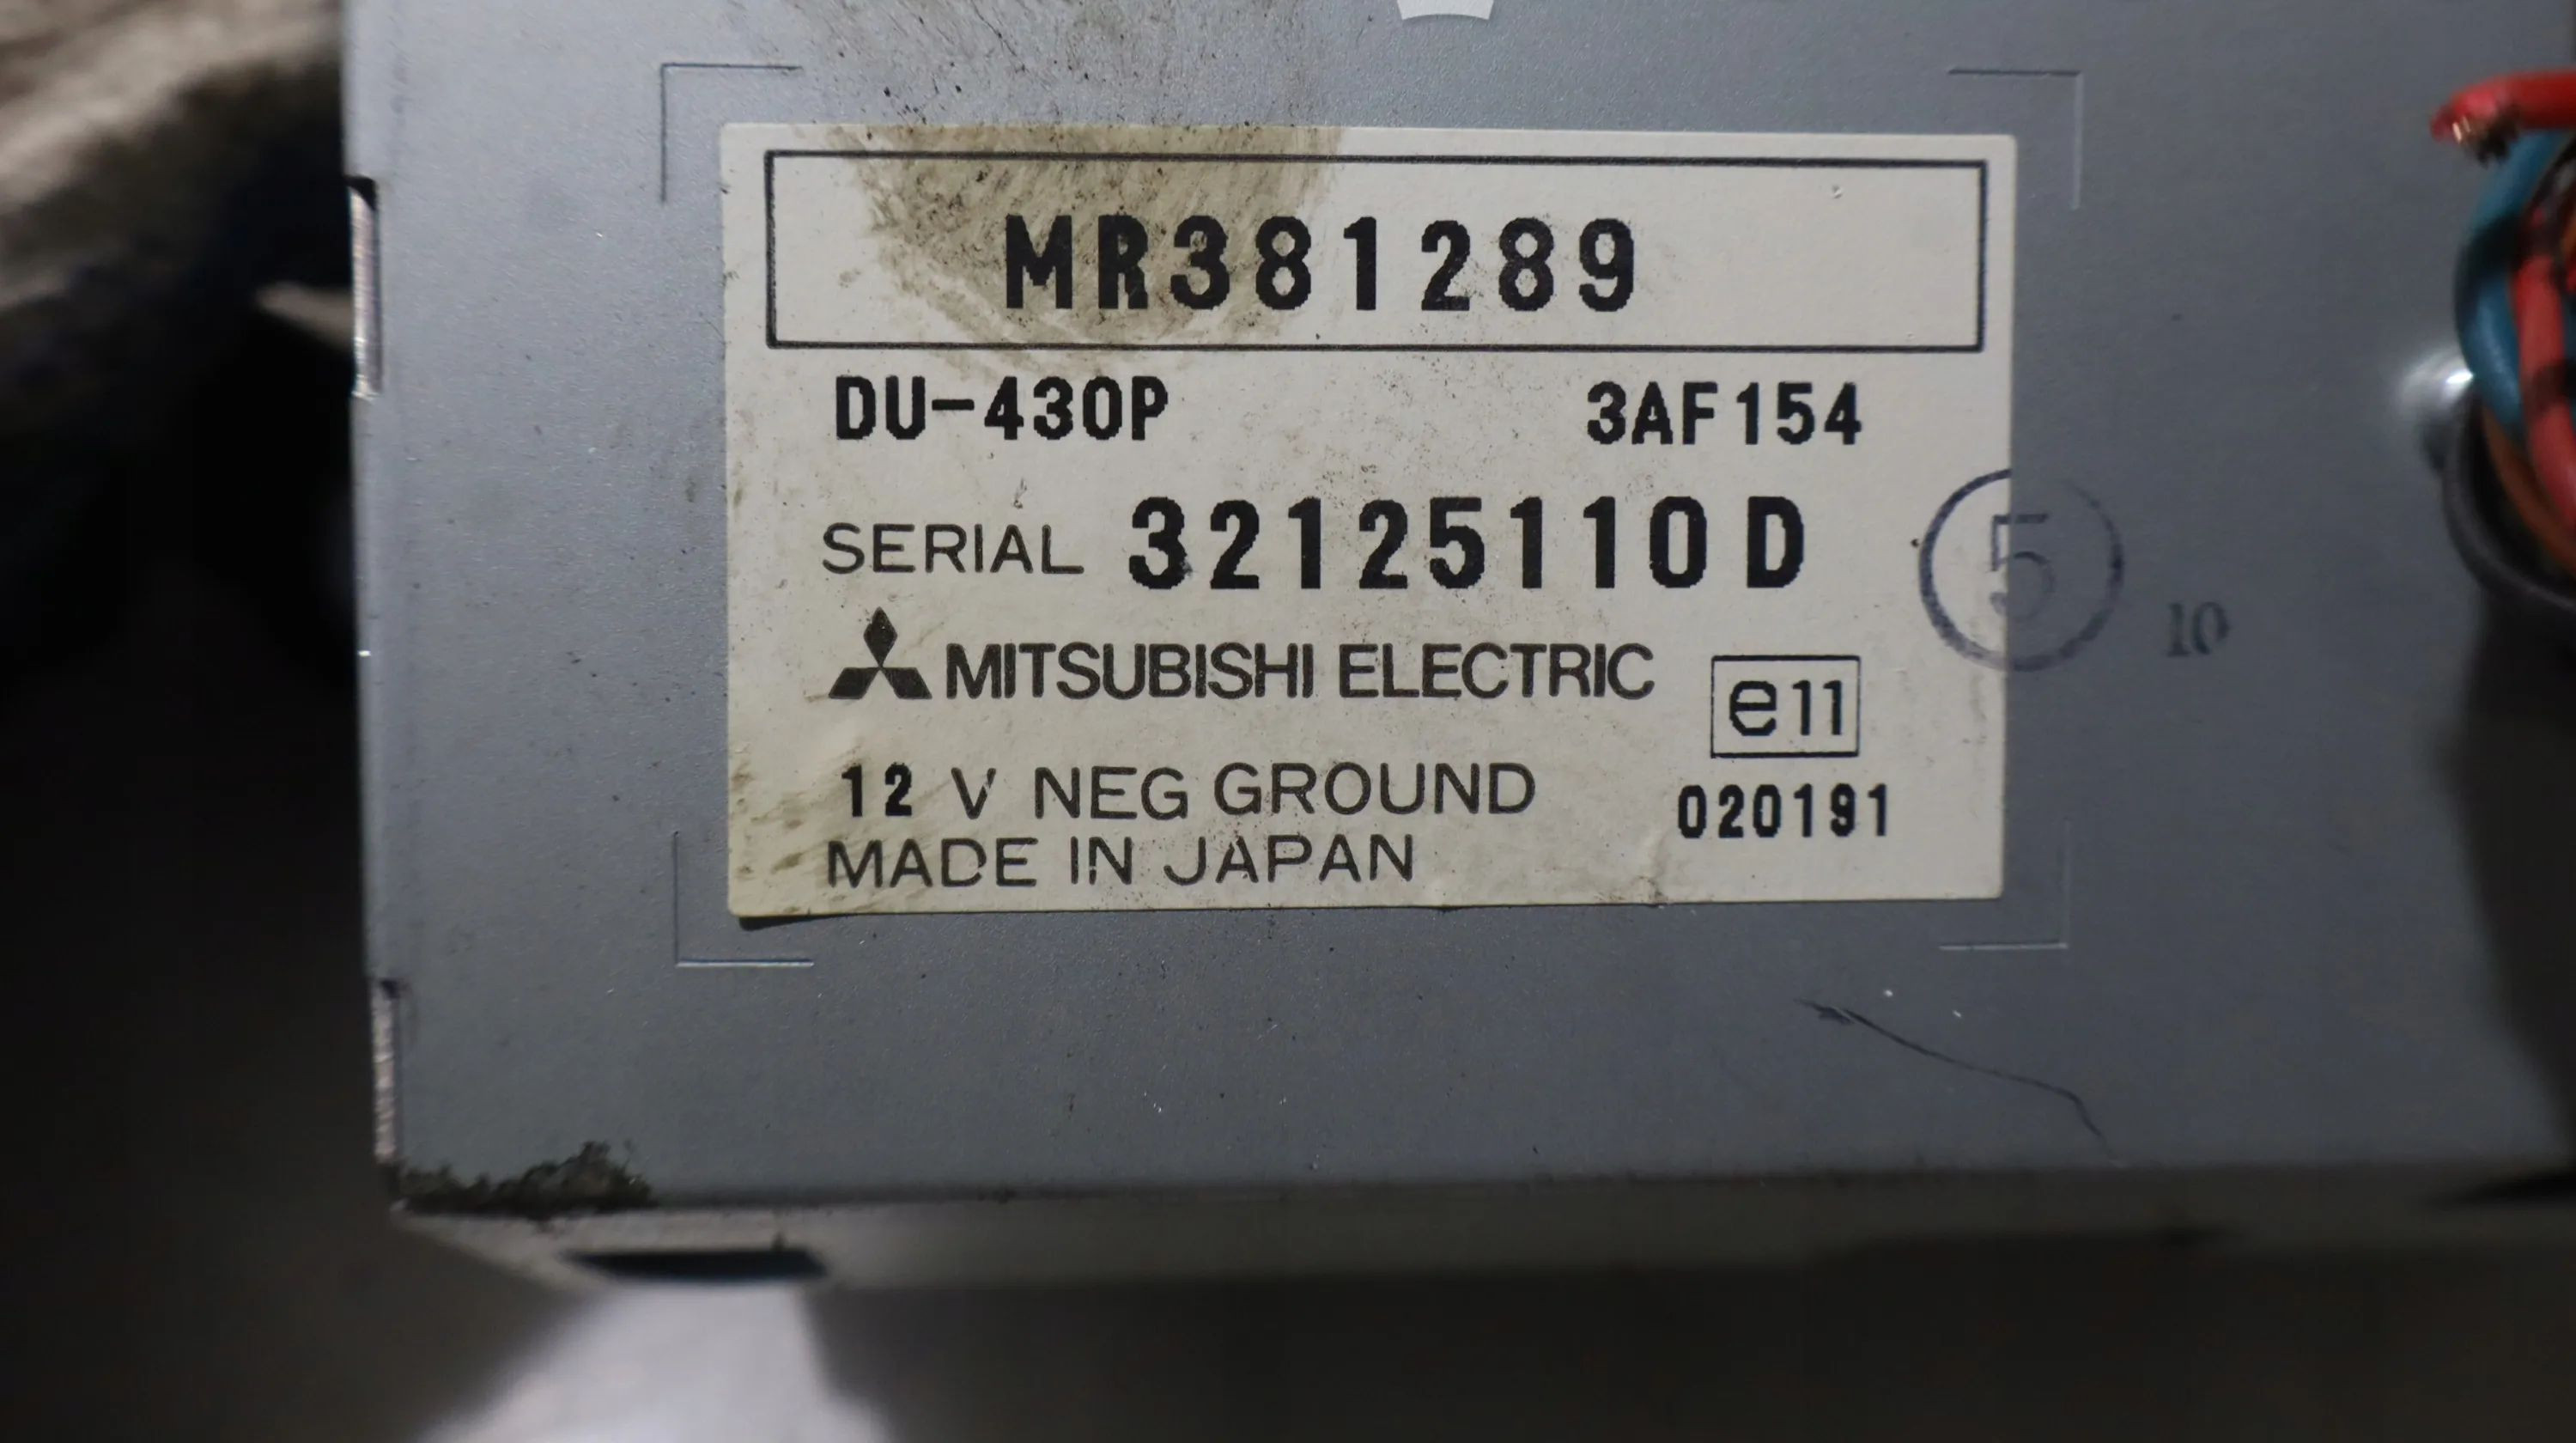 MR381289
DU-430P 3AF154
SERIAL 32125110D
MITSUBISHI ELECTRIC
e11
12 V NEG GROUND
020191
MADE IN JAPAN
5
10